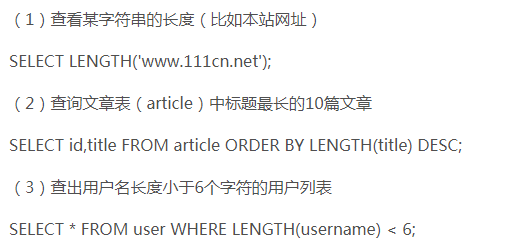 （1）查看某字符串的长度（比如本站网址）
SELECT LENGTH('www.111cn.net');
（2）查询文章表（article）中标题最长的10篇文章
SELECT id,title FROM article ORDER BY LENGTH(title) DESC;
（3）查出用户名长度小于6个字符的用户列表
SELECT * FROM user WHERE LENGTH(username) < 6;